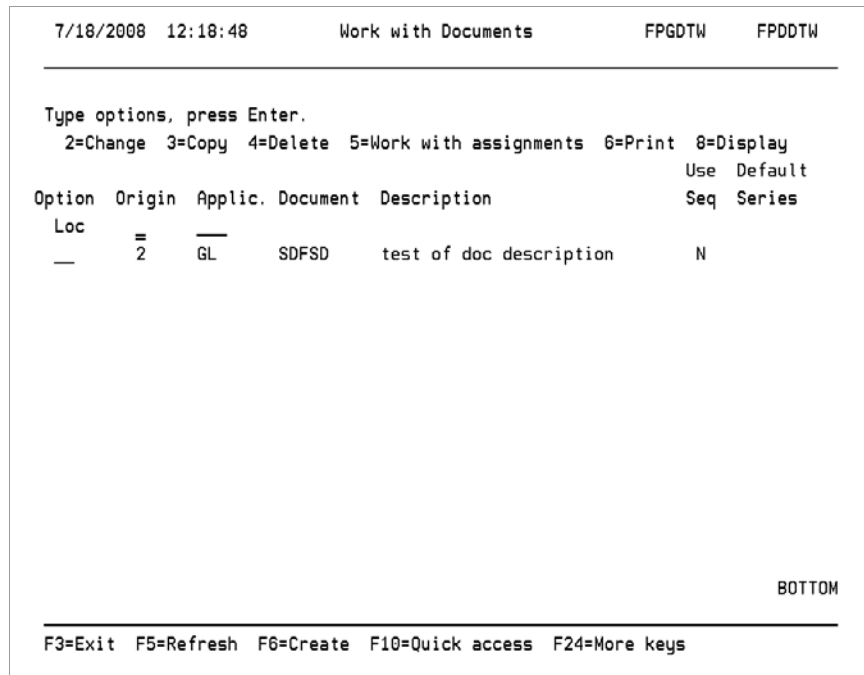 7/18/2008 12:18:48 Work with Documents FPGDTW FPDDTW
Type options, press Enter.
2=Change 3=Copy 4=Delete 5=Work with assignments 6=Print 8=Display
Use Default
Option Origin Applic. Document Description Seq Series
Loc
2 GL SDFSD test of doc description N
BOTTOM
F3=Exit F5=Refresh F6=Create F10=Quick access F24=More keys